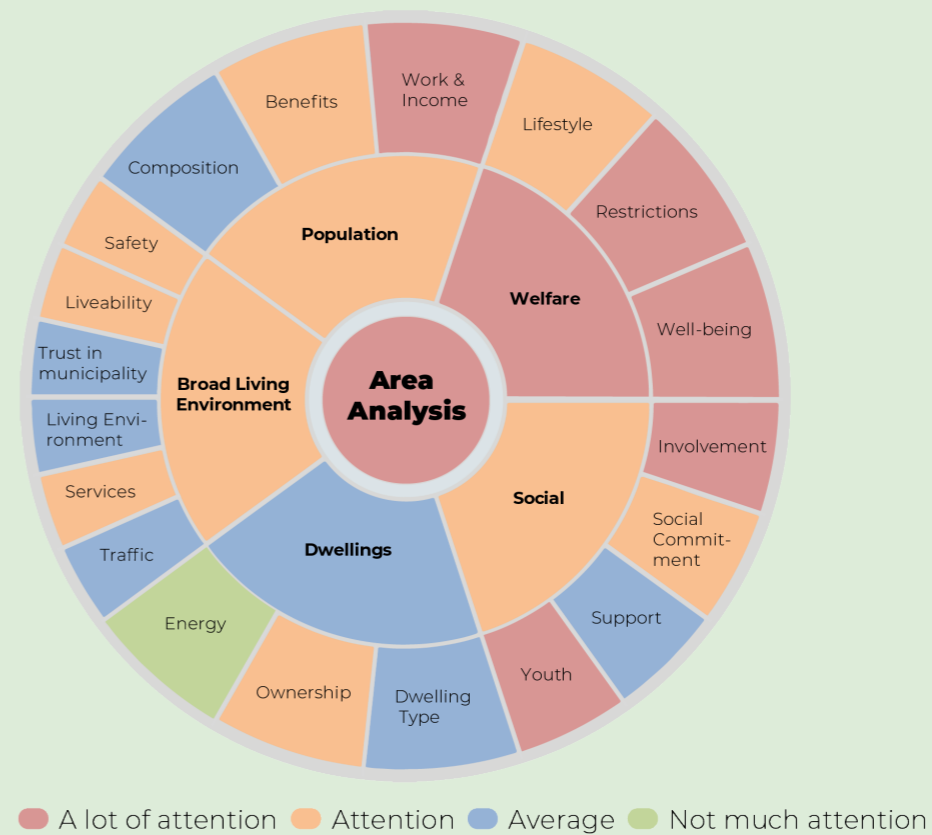 Work &
Income
Benefits
Lifestyle
Composition
Restrictions
Population
Safety
Welfare
Liveability
Well-being
Trust in
municipality
Broad Living
Environment
Area
Analysis
Living Envi-
ronment
Involvement
Services
Social
Social
Commit-
ment
Traffic
Dwellings
Support
Energy
Youth
Ownership
Dwelling
Type
A lot of attention
Attention
Average
Not much attention